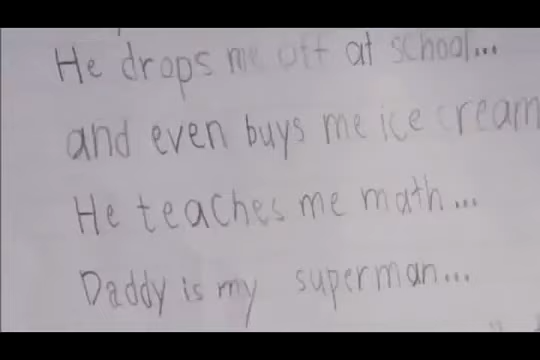 He drops me off at school...
and even buys me ice cream
He teaches me math...
Daddy is my superman...